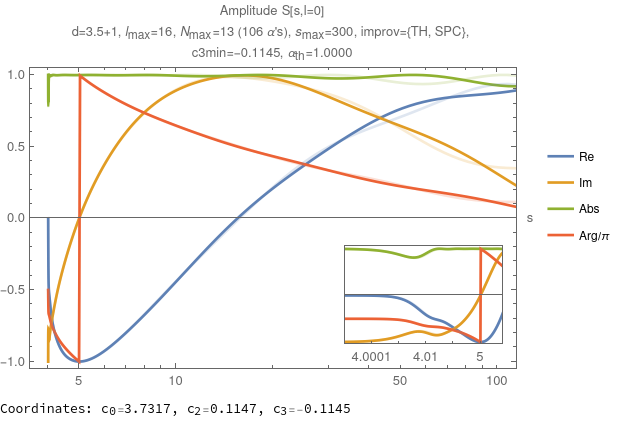 Amplitude S[s,l=0]
d=3.5+1, lmax=16, Nmax=13 (106 α's), smax=300, improv={TH, SPC},
c3min=−0.1145, αth=1.0000
1.0
0.5
0.0
−0.5
−1.0
5
10
50
100
s
4.0001
4.01
5
Re
Im
Abs
Arg/π
Coordinates: c0=3.7317, c2=0.1147, c3=-0.1145